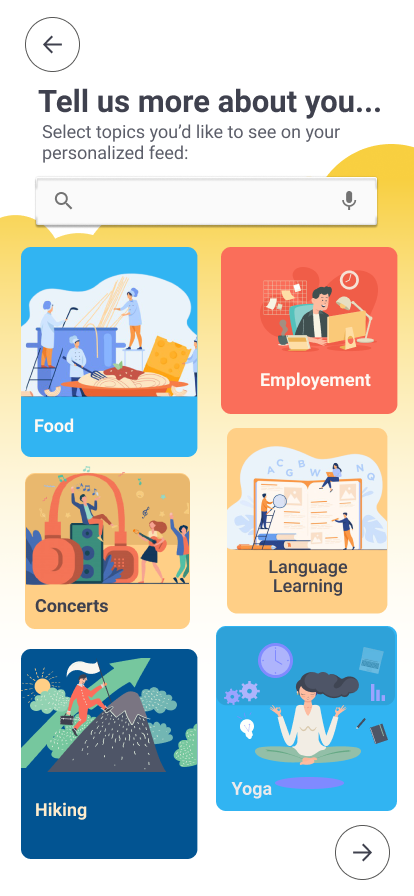 Tell us more about you...
Select topics you’d like to see on your
personalized feed:
Food
Employement
Concerts
A C G B W N Q
Language
Learning
Hiking
Yoga